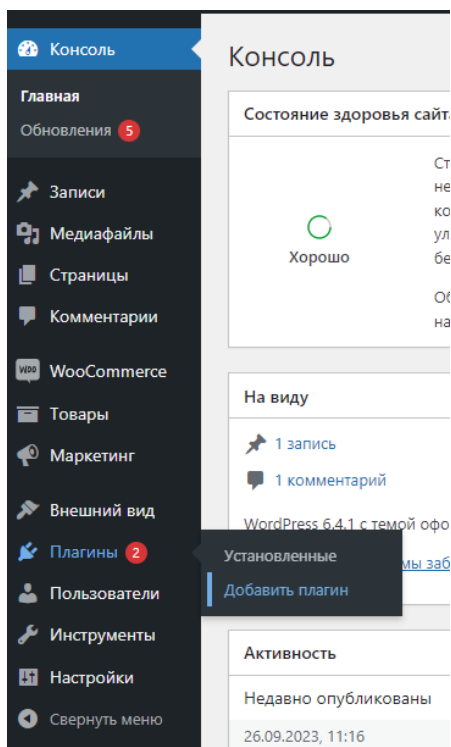 Консоль
Главная
Обновления 5
Записи
Медиафайлы
Страницы
Комментарии
WooCommerce
Товары
Маркетинг
Внешний вид
Плагины 2
Установленные
Добавить плагин
Пользователи
Инструменты
Настройки
Свернуть меню
Консоль
Состояние здоровья сайта
Хорошо
На виду
1 запись
1 комментарий
WordPress 6.4.1 с темой
Активность
Недавно опубликованы
26.09.2023, 11:16